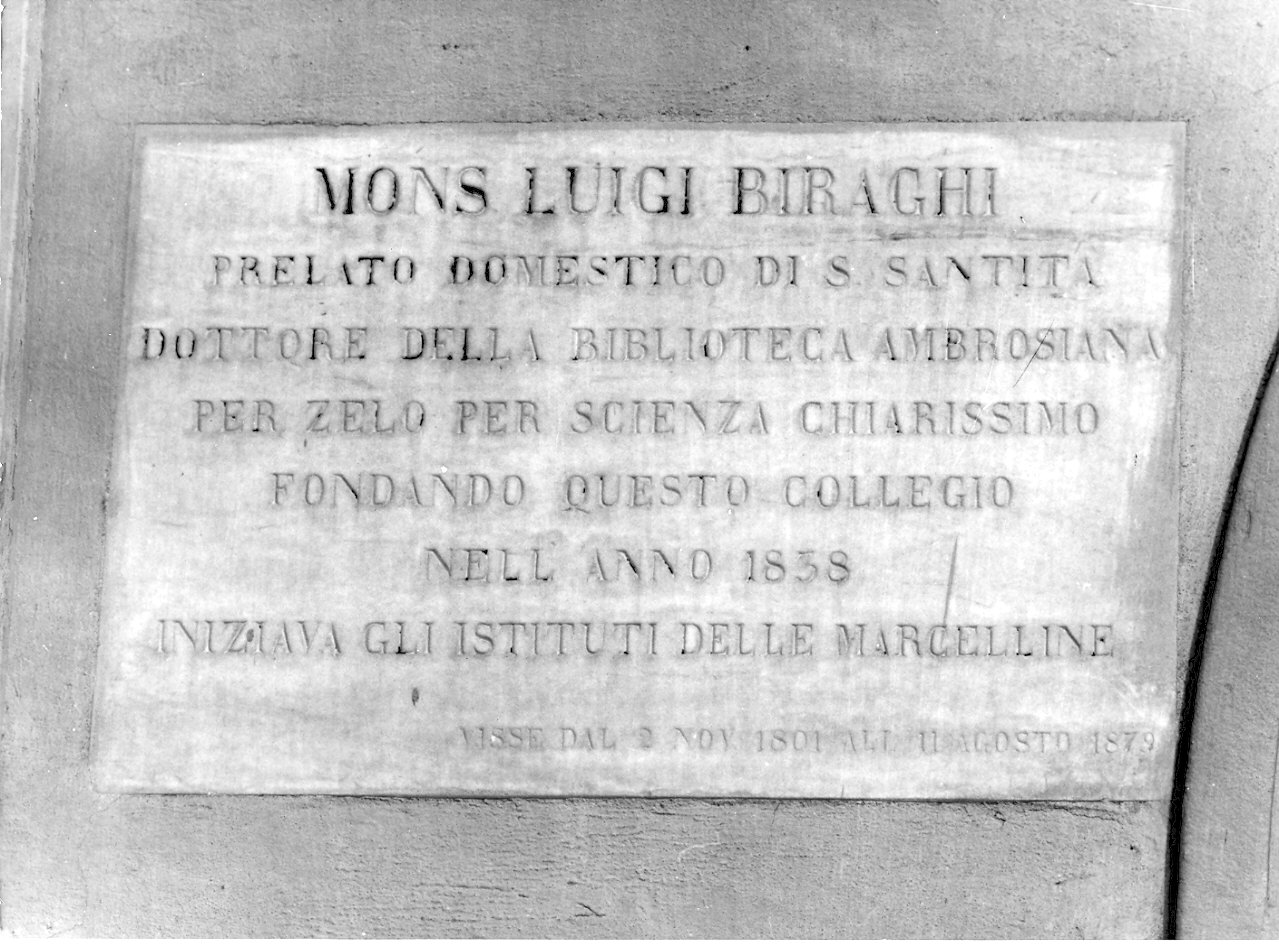 MONS LUIGI BIRAGHI
PRELATO DOMESTICO DI S. SANTITÀ
DOTTORE DELLA BIBLIOTECA AMBROSIANA
PER ZELO PER SCIENZA CHIARISSIMO
FONDANDO QUESTO COLLEGIO
NELL ANNO 1838
INIZIAVA GLI ISTITUTI DELLE MARCELLINE
VISSE DAL 2 NOV 1801 ALL 11 AGOSTO 1879